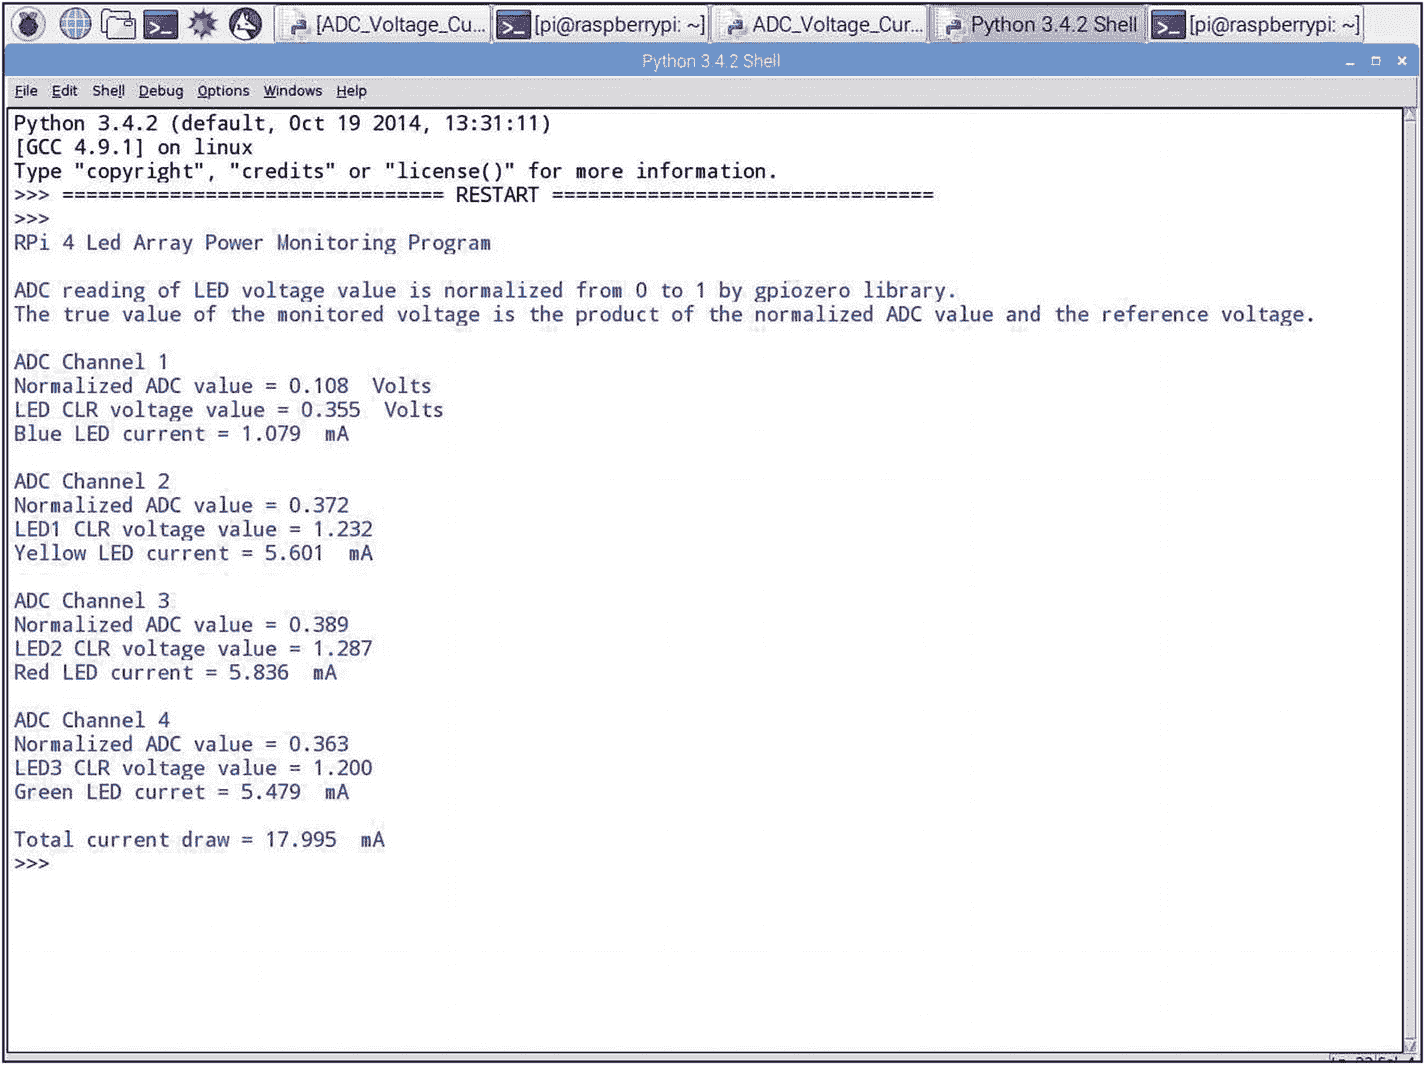 [ADC_Voltage_Cu... [pi@raspberrypi: ~] ADC_Voltage_Cur... Python 3.4.2 Shell [pi@raspberrypi: ~]
Python 3.4.2 Shell
File Edit Shell Debug Options Windows Help
Python 3.4.2 (default, Oct 19 2014, 13:31:11)
[GCC 4.9.1] on linux
Type "copyright", "credits" or "license()" for more information.
>>> ================================ RESTART ================================
>>>
RPi 4 Led Array Power Monitoring Program
ADC reading of LED voltage value is normalized from 0 to 1 by gpiozero library.
The true value of the monitored voltage is the product of the normalized ADC value and the reference voltage.
ADC Channel 1
Normalized ADC value = 0.108 Volts
LED CLR voltage value = 0.355 Volts
Blue LED current = 1.079 mA
ADC Channel 2
Normalized ADC value = 0.372
LED1 CLR voltage value = 1.232
Yellow LED current = 5.601 mA
ADC Channel 3
Normalized ADC value = 0.389
LED2 CLR voltage value = 1.287
Red LED current = 5.836 mA
ADC Channel 4
Normalized ADC value = 0.363
LED3 CLR voltage value = 1.200
Green LED curret = 5.479 mA
Total current draw = 17.995 mA
>>>